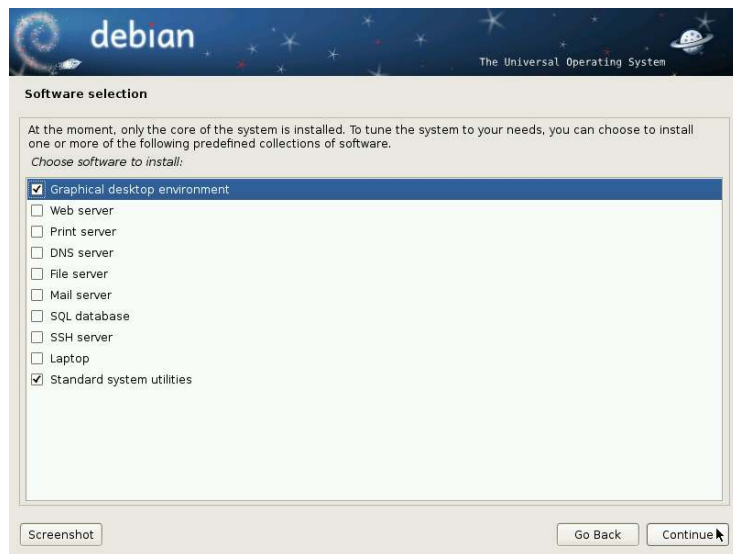 debian
The Universal Operating System
Software selection
At the moment, only the core of the system is installed. To tune the system to your needs, you can choose to install
one or more of the following predefined collections of software.
Choose software to install:
Graphical desktop environment
Web server
Print server
DNS server
File server
Mail server
SQL database
SSH server
Laptop
Standard system utilities
Screenshot
Go Back
Continue